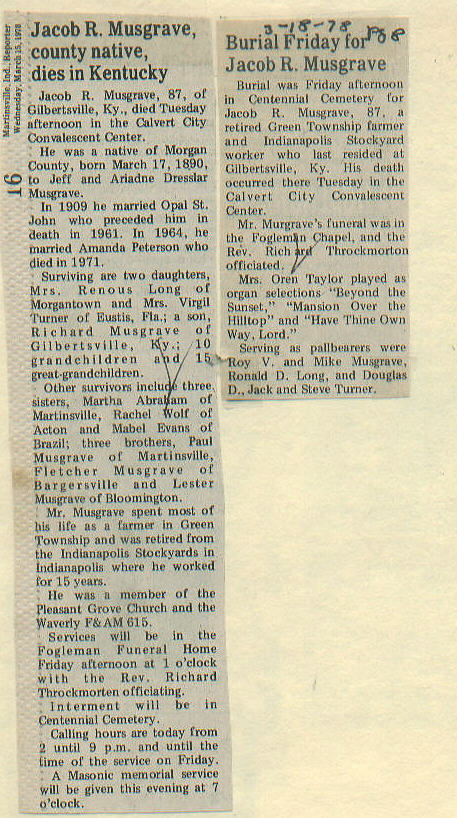 Martinsville, Ind., Reporter
Wednesday, March 15, 1978
16
Jacob R. Musgrave,
county native,
dies in Kentucky
Jacob R. Musgrave, 87, of
Gilbertsville, Ky., died Tuesday
afternoon in the Calvert City
Convalescent Center.
He was a native of Morgan
County, born March 17, 1890,
to Jeff and Ariadne Dresslar
Musgrave.
In 1909 he married Opal St.
John who preceded him in
death in 1961. In 1964, he
married Amanda Peterson who
died in 1971.
Surviving are two daughters,
Mrs. Renous Long of
Morgantown and Mrs. Virgil
Turner of Eustis, Fla.; a son,
Richard Musgrave of
Gilbertsville, Ky.; 10
grandchildren and 15
great-grandchildren.
Other survivors include three
sisters, Martha Abraham of
Martinsville, Rachel Wolf of
Acton and Mabel Evans of
Brazil; three brothers, Paul
Musgrave of Martinsville,
Fletcher Musgrave of
Bargersville and Lester
Musgrave of Bloomington.
Mr. Musgrave spent most of
his life as a farmer in Green
Township and was retired from
the Indianapolis Stockyards in
Indianapolis where he worked
for 15 years.
He was a member of the
Pleasant Grove Church and the
Waverly F&AM 615.
Services will be in the
Fogleman Funeral Home
Friday afternoon at 1 o'clock
with the Rev. Richard
Throckmorten officiating.
Interment will be in
Centennial Cemetery.
Calling hours are today from
2 until 9 p.m. and until the
time of the service on Friday.
A Masonic memorial service
will be given this evening at 7
o'clock.
3-18-78 Pg 8
Burial Friday for
Jacob R. Musgrave
Burial was Friday afternoon
in Centennial Cemetery for
Jacob R. Musgrave, 87, a
retired Green Township farmer
and Indianapolis Stockyard
worker who last resided at
Gilbertsville, Ky. His death
occurred there Tuesday in the
Calvert City Convalescent
Center.
Mr. Murgrave's funeral was in
the Fogleman Chapel, and the
Rev. Richard Throckmorton
officiated.
Mrs. Oren Taylor played as
organ selections "Beyond the
Sunset," "Mansion Over the
Hilltop" and "Have Thine Own
Way, Lord."
Serving as pallbearers were
Roy V. and Mike Musgrave,
Ronald D. Long, and Douglas
D., Jack and Steve Turner.